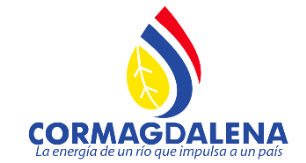 CORMAGDALENA
La energía de un río que impulsa a un país